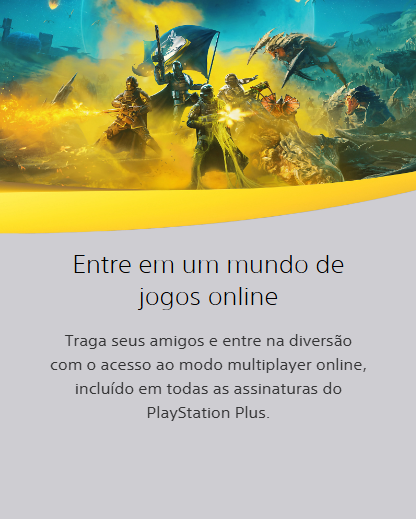 Entre em um mundo de
jogos online
Traga seus amigos e entre na diversão
com o acesso ao modo multiplayer online,
incluído em todas as assinaturas do
PlayStation Plus.